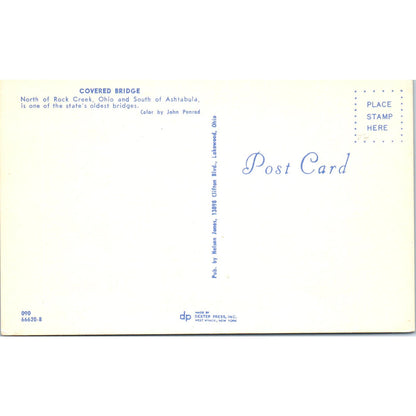 COVERED BRIDGE
North of Rock Creek, Ohio and South of Ashtabula,
is one of the state's oldest bridges.
Color by John Penrod
PLACE
STAMP
HERE
Post Card
Pub. by Nelson Jones, 13898 Clifton Blvd., Lakewood, Ohio
090
66620-B
dp
MADE BY
DEXTER PRESS, INC.
WEST NYACK, NEW YORK